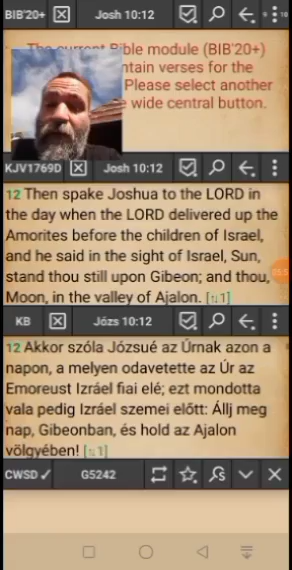 BIB'20+ Josh 10:12
The current Bible module (BIB'20+)
ntain verses for the
Please select another
wide central button.
KJV1769D Josh 10:12
12 Then spake Joshua to the LORD in
the day when the LORD delivered up the
Amorites before the children of Israel,
and he said in the sight of Israel, Sun,
stand thou still upon Gibeon; and thou,
Moon, in the valley of Ajalon. [↑↓1]
KB Józs 10:12
12 Akkor szóla Józsué az Úrnak azon a
napon, a melyen odavetette az Úr az
Emoreust Izráel fiai elé; ezt mondotta
vala pedig Izráel szemei előtt: Állj meg
nap, Gibeonban, és hold az Ajalon
völgyében! [↑↓1]
CWSD ✓ G5242